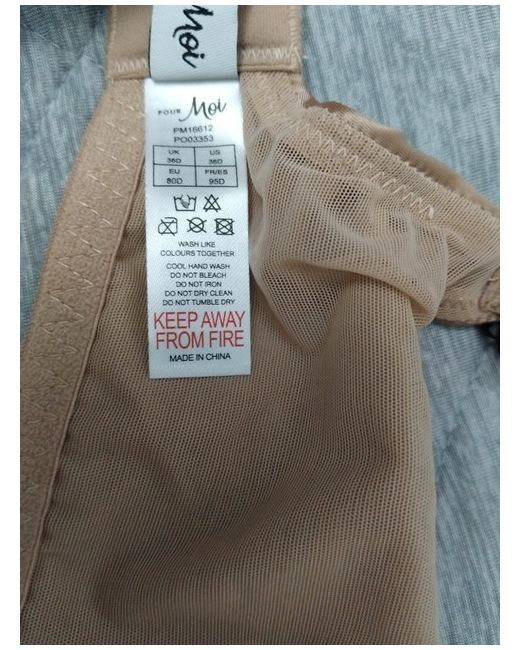 Moi
POUR Moi
PM16612
PO03353
UK US
36D 36D
EU FR/ES
80D 95D
WASH LIKE
COLOURS TOGETHER
COOL HAND WASH
DO NOT BLEACH
DO NOT IRON
DO NOT DRY CLEAN
DO NOT TUMBLE DRY
KEEP AWAY
FROM FIRE
MADE IN CHINA